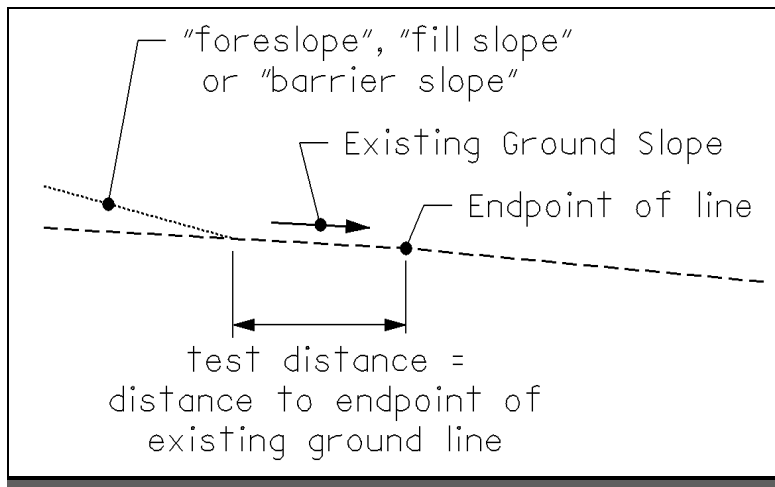 "foreslope", "fill slope"
or "barrier slope"
Existing Ground Slope
Endpoint of line
test distance =
distance to endpoint of
existing ground line